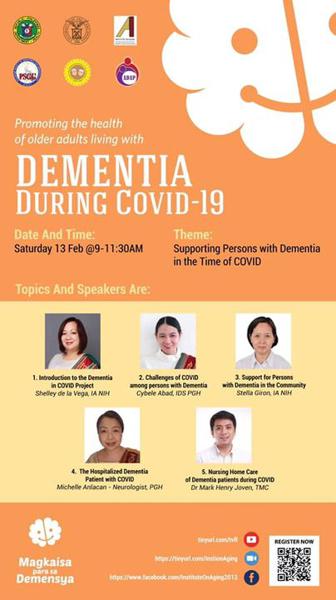 Promoting the health
of older adults living with
DEMENTIA
DURING COVID-19
Date And Time:
Saturday 13 Feb @9-11:30AM
Theme:
Supporting Persons with Dementia
in the Time of COVID
Topics And Speakers Are:
1. Introduction to the Dementia
in COVID Project
Shelley de la Vega, IA NIH
2. Challenges of COVID
among persons with Dementia
Cybele Abad, IDS PGH
3. Support for Persons
with Dementia in the Community
Stella Giron, IA NIH
4. The Hospitalized Dementia
Patient with COVID
Michelle Anlacan - Neurologist, PGH
5. Nursing Home Care
of Dementia patients during COVID
Dr Mark Henry Joven, TMC
Magkaisa
para sa
Demensya
https://tinyurl.com/InstionAging
https://www.facebook.com/InstituteOnAging2012
REGISTER NOW